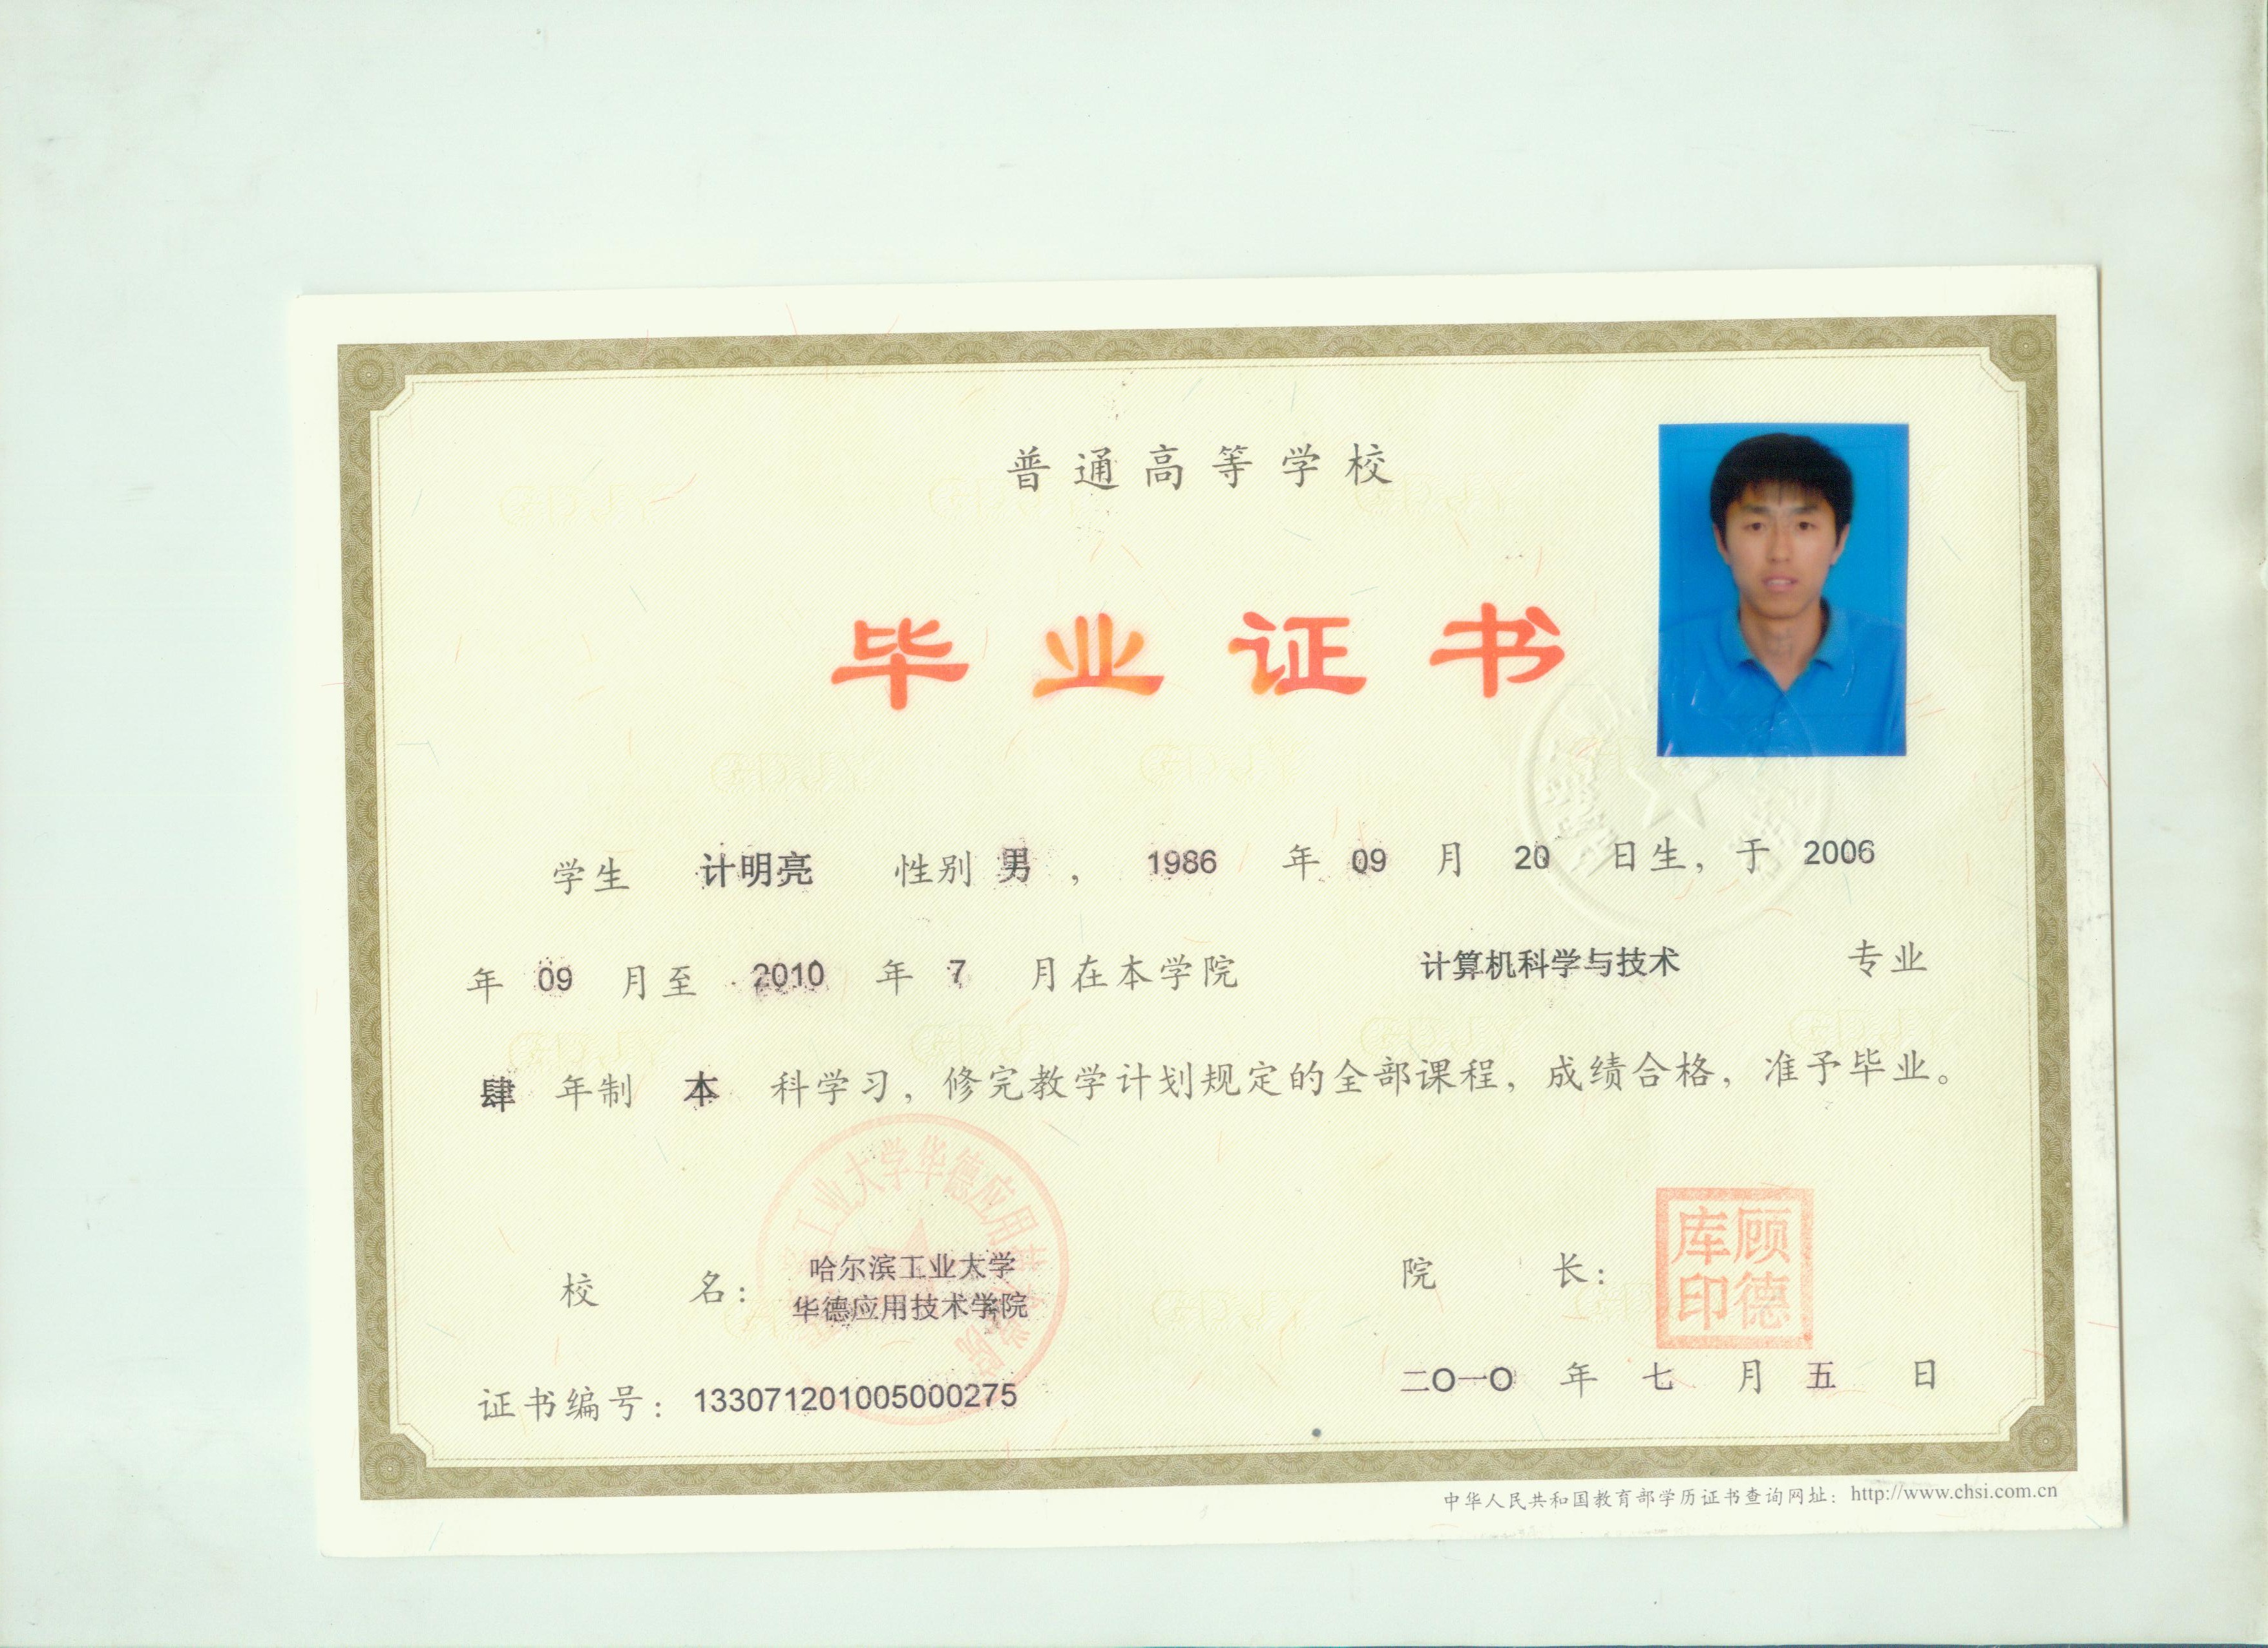 普通高等学校
毕业证书
学生 计明亮 性别 男 , 1986 年 09 月 20 日生, 于 2006
年 09 月至 2010 年 7 月在本学院 计算机科学与技术 专业
肆 年制 本 科学习, 修完教学计划规定的全部课程, 成绩合格, 准予毕业。
工业大学华德应用技术学院
校 名: 哈尔滨工业大学
华德应用技术学院
院 长:
顾德
库印
证书编号: 133071201005000275
二〇一〇 年 七 月 五 日
中华人民共和国教育部学历证书查询网址: http://www.chsi.com.cn
GDJY